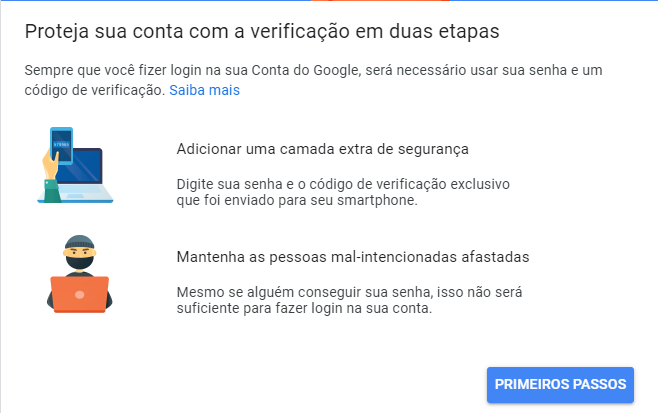 Proteja sua conta com a verificação em duas etapas
Sempre que você fizer login na sua Conta do Google, será necessário usar sua senha e um
código de verificação. Saiba mais
Adicionar uma camada extra de segurança
Digite sua senha e o código de verificação exclusivo
que foi enviado para seu smartphone.
Mantenha as pessoas mal-intencionadas afastadas
Mesmo se alguém conseguir sua senha, isso não será
suficiente para fazer login na sua conta.
PRIMEIROS PASSOS